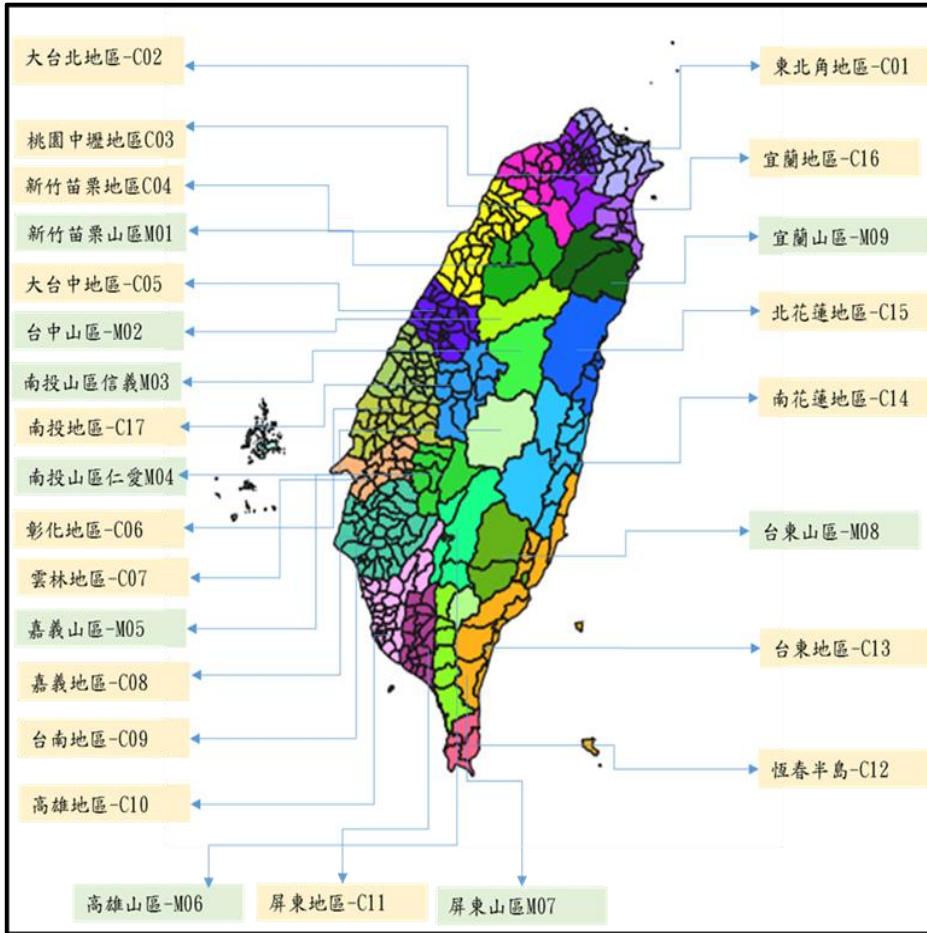 大台北地區-C02
桃園中壢地區C03
新竹苗栗地區C04
新竹苗栗山區M01
大台中地區-C05
台中山區-M02
南投山區信義M03
南投地區-C17
南投山區仁愛M04
彰化地區-C06
雲林地區-C07
嘉義山區-M05
嘉義地區-C08
台南地區-C09
高雄地區-C10
高雄山區-M06
屏東地區-C11
屏東山區M07
東北角地區-C01
宜蘭地區-C16
宜蘭山區-M09
北花蓮地區-C15
南花蓮地區-C14
台東山區-M08
台東地區-C13
恆春半島-C12